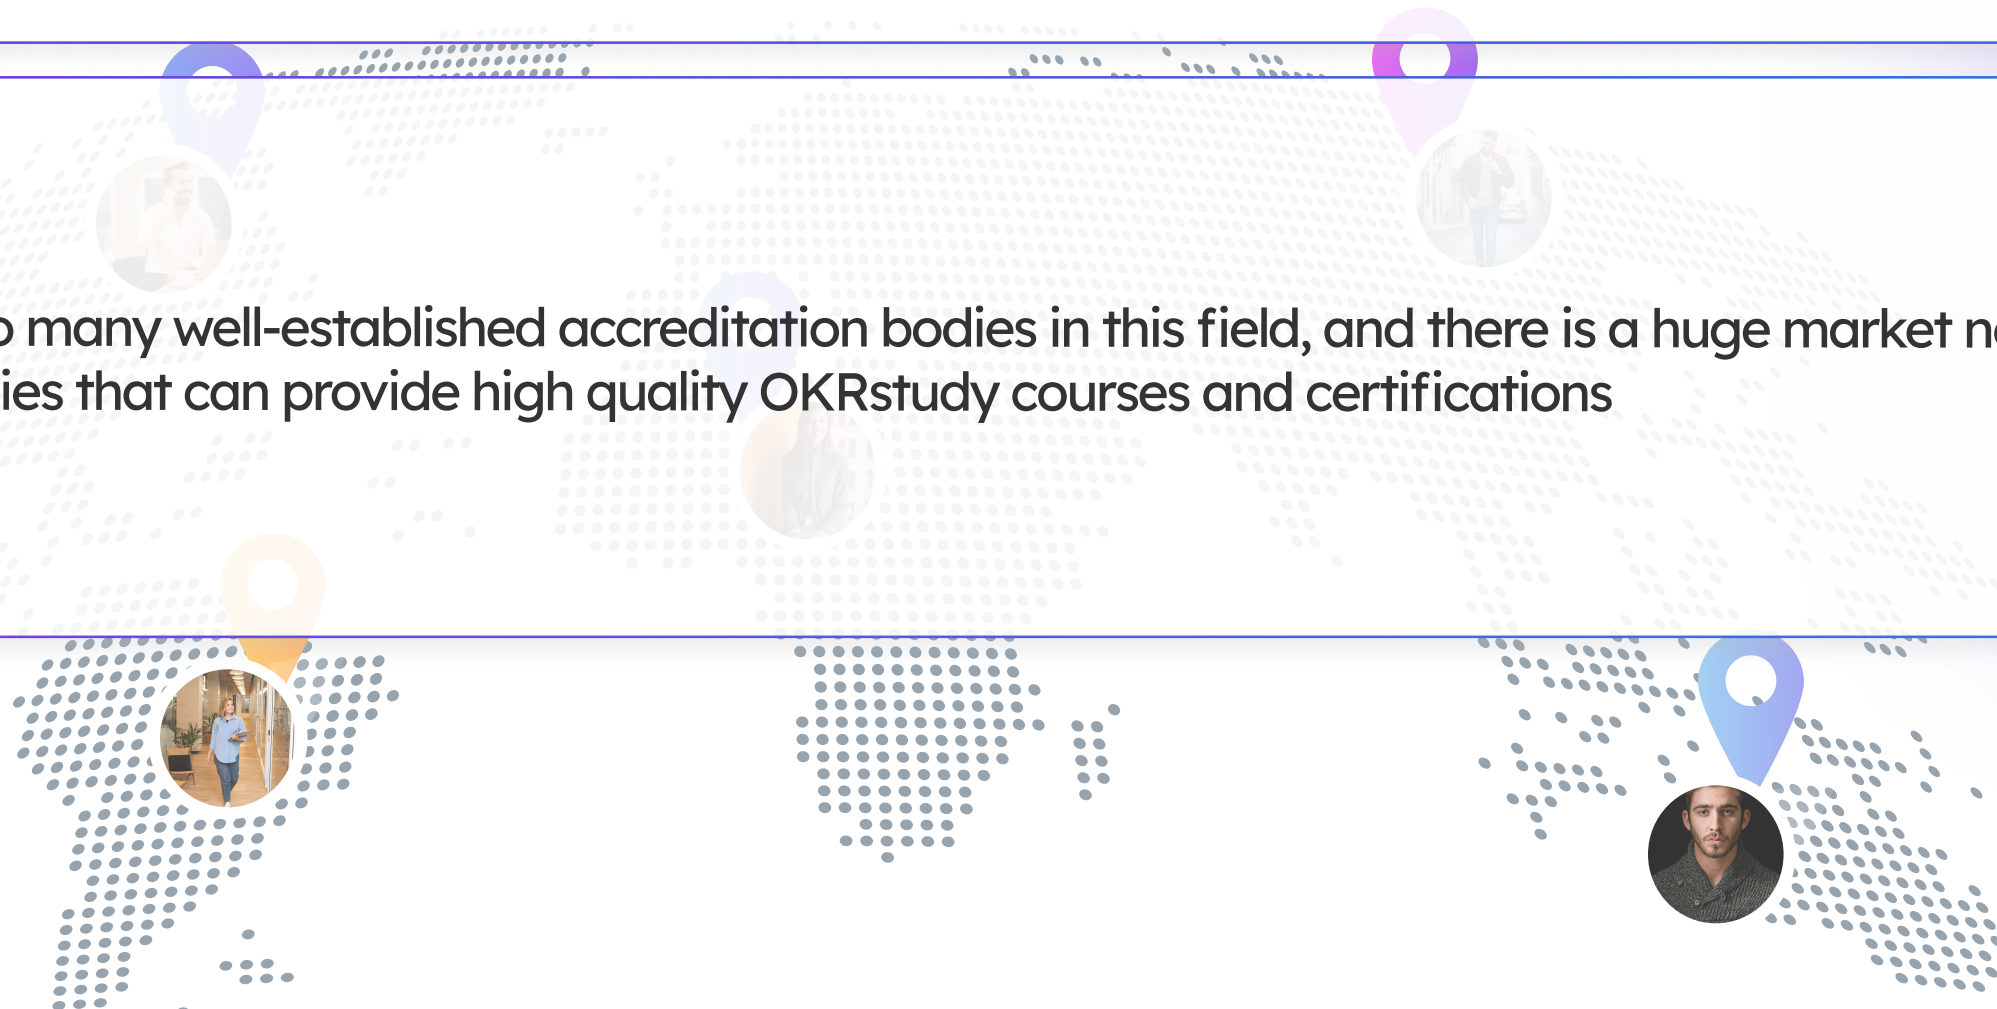 many well-established accreditation bodies in this field, and there is a huge market
that can provide high quality OKRstudy courses and certifications